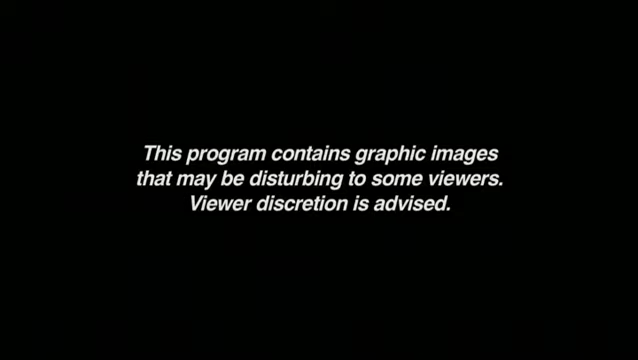 This program contains graphic images
that may be disturbing to some viewers.
Viewer discretion is advised.